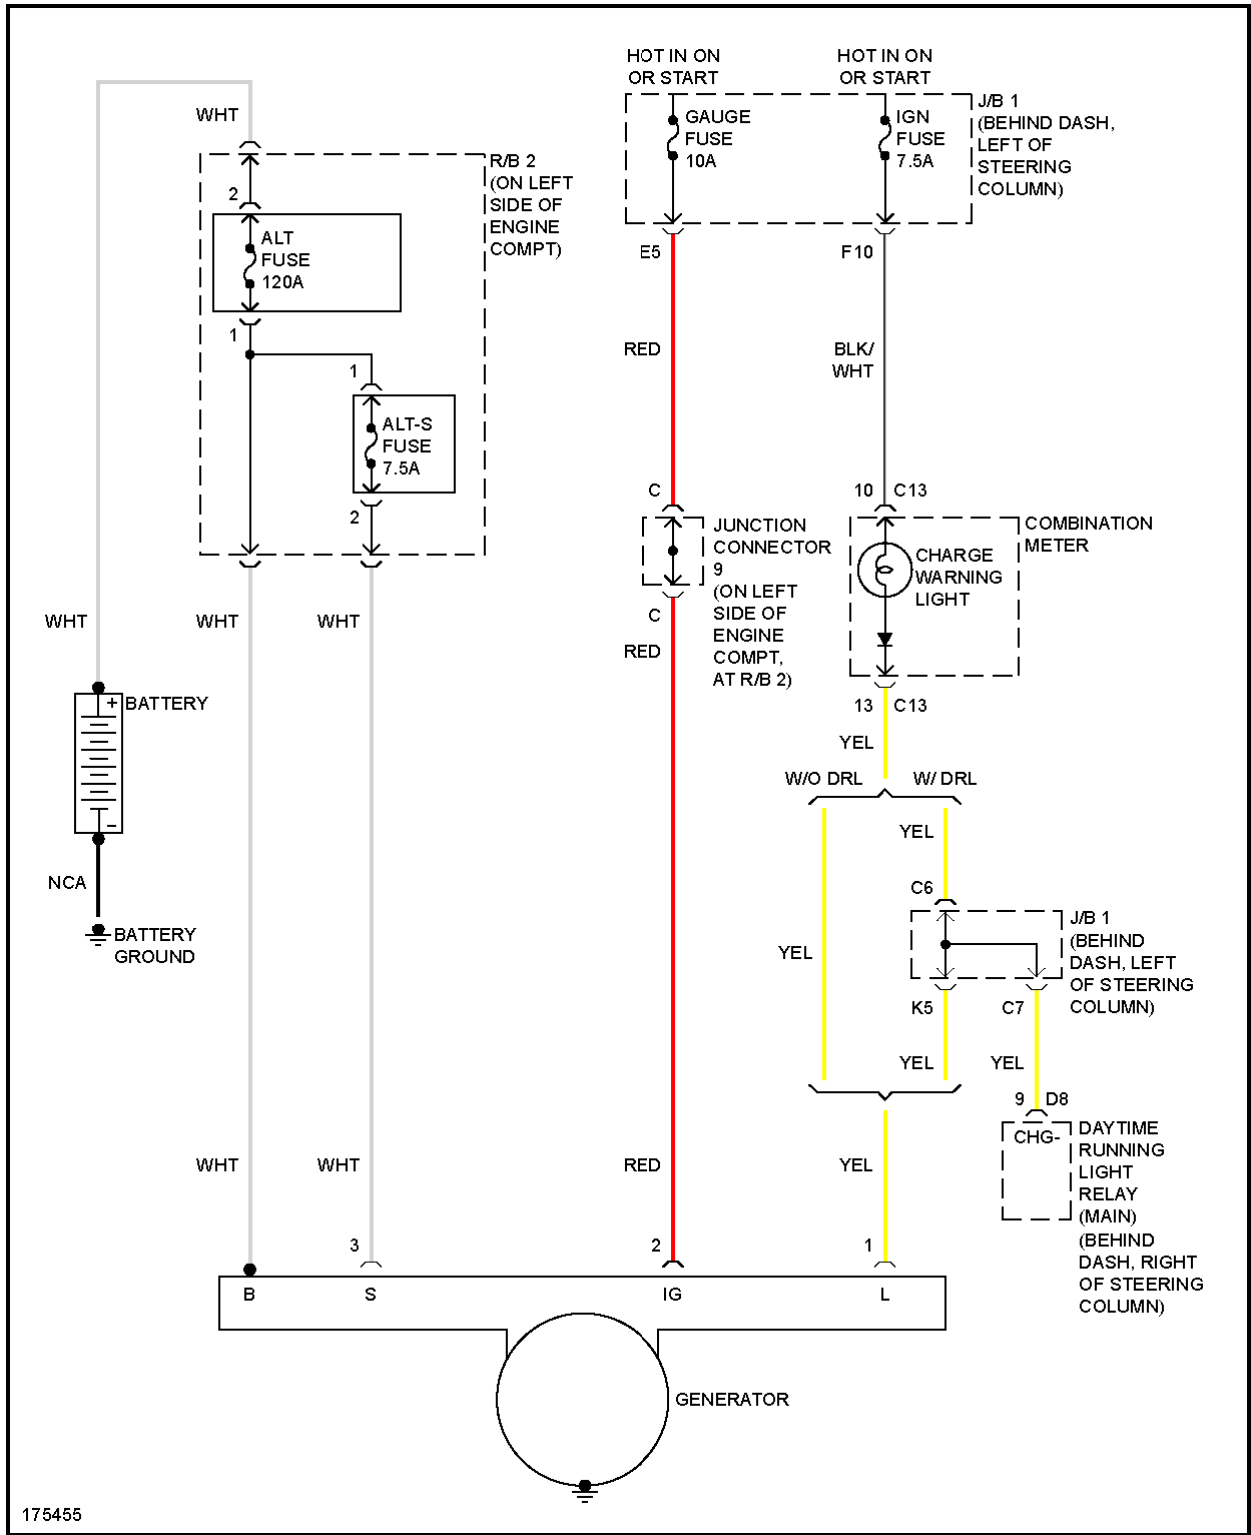 HOT IN ON
OR START
HOT IN ON
OR START
WHT
GAUGE
FUSE
10A
IGN
FUSE
7.5A
J/B 1
(BEHIND DASH,
LEFT OF
STEERING
COLUMN)
R/B 2
(ON LEFT
SIDE OF
ENGINE
COMPT)
2
ALT
FUSE
120A
1
E5
F10
RED
BLK/
WHT
1
ALT-S
FUSE
7.5A
2
C
10 C13
JUNCTION
CONNECTOR
9
(ON LEFT
SIDE OF
ENGINE
COMPT,
AT R/B 2)
COMBINATION
METER
CHARGE
WARNING
LIGHT
C
RED
WHT
WHT
WHT
+ BATTERY
-
13 C13
YEL
W/O DRL
W/ DRL
YEL
NCA
BATTERY
GROUND
C6
J/B 1
(BEHIND
DASH, LEFT
OF STEERING
COLUMN)
YEL
K5
C7
YEL
YEL
9 D8
CHG-
DAYTIME
RUNNING
LIGHT
RELAY
(MAIN)
(BEHIND
DASH, RIGHT
OF STEERING
COLUMN)
WHT
WHT
RED
YEL
3
2
1
B
S
IG
L
GENERATOR
175455